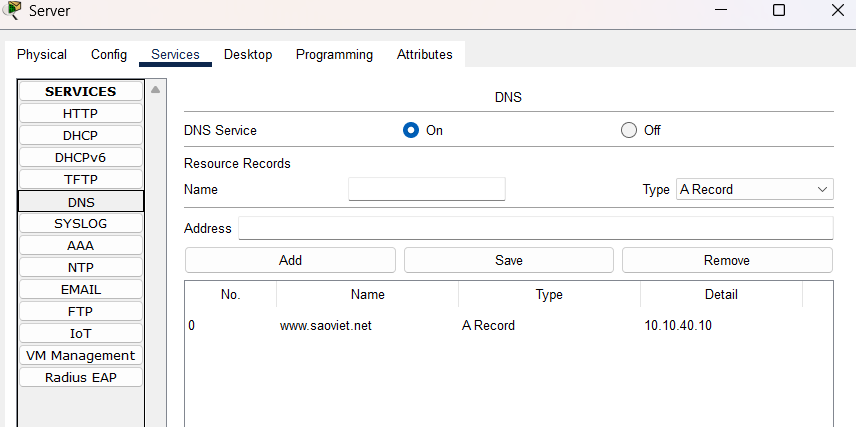 Server
Physical Config Services Desktop Programming Attributes
SERVICES
HTTP
DHCP
DHCPv6
TFTP
DNS
SYSLOG
AAA
NTP
EMAIL
FTP
IoT
VM Management
Radius EAP
DNS
DNS Service On Off
Resource Records
Name Type A Record
Address
Add Save Remove
No. Name Type Detail
0 www.saoviet.net A Record 10.10.40.10